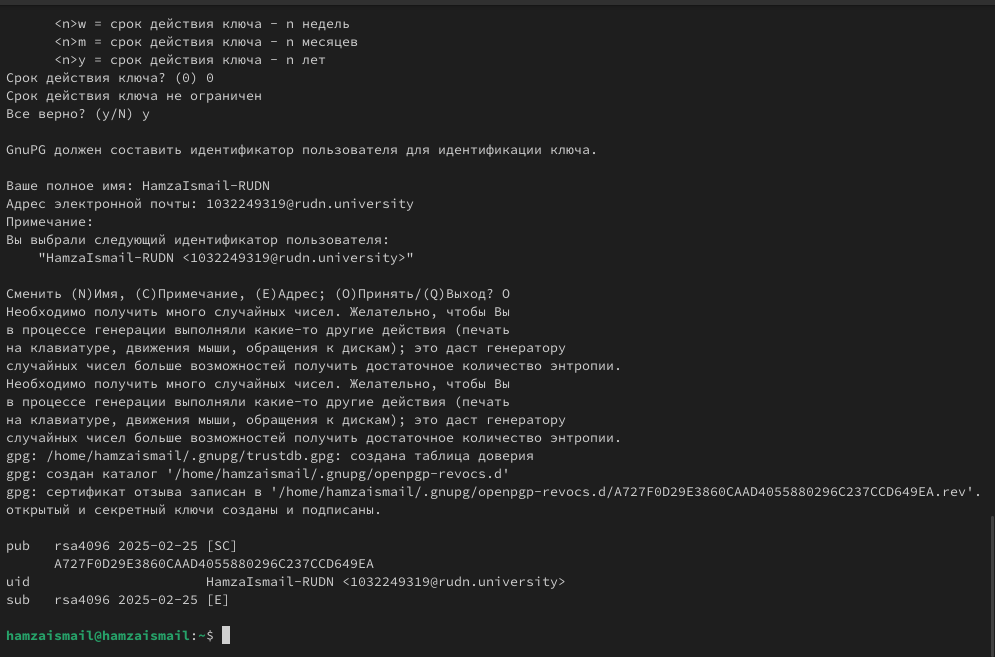 <n>w = срок действия ключа - n недель
<n>m = срок действия ключа - n месяцев
<n>y = срок действия ключа - n лет
Срок действия ключа? (0) 0
Срок действия ключа не ограничен
Все верно? (y/N) y
GnuPG должен составить идентификатор пользователя для идентификации ключа.
Ваше полное имя: HamzaIsmail-RUDN
Адрес электронной почты: 1032249319@rudn.university
Примечание:
Вы выбрали следующий идентификатор пользователя:
"HamzaIsmail-RUDN <1032249319@rudn.university>"
Сменить (N)Имя, (C)Примечание, (E)Адрес; (O)Принять/(Q)Выход? O
Необходимо получить много случайных чисел. Желательно, чтобы Вы
в процессе генерации выполняли какие-то другие действия (печать
на клавиатуре, движения мыши, обращения к дискам); это даст генератору
случайных чисел больше возможностей получить достаточное количество энтропии.
Необходимо получить много случайных чисел. Желательно, чтобы Вы
в процессе генерации выполняли какие-то другие действия (печать
на клавиатуре, движения мыши, обращения к дискам); это даст генератору
случайных чисел больше возможностей получить достаточное количество энтропии.
gpg: /home/hamzaismail/.gnupg/trustdb.gpg: создана таблица доверия
gpg: создан каталог '/home/hamzaismail/.gnupg/openpgp-revocs.d'
gpg: сертификат отзыва записан в '/home/hamzaismail/.gnupg/openpgp-revocs.d/A727F0D29E3860CAAD4055880296C237CCD649EA.rev'.
открытый и секретный ключи созданы и подписаны.
pub rsa4096 2025-02-25 [SC]
A727F0D29E3860CAAD4055880296C237CCD649EA
uid HamzaIsmail-RUDN <1032249319@rudn.university>
sub rsa4096 2025-02-25 [E]
hamzaismail@hamzaismail:~$